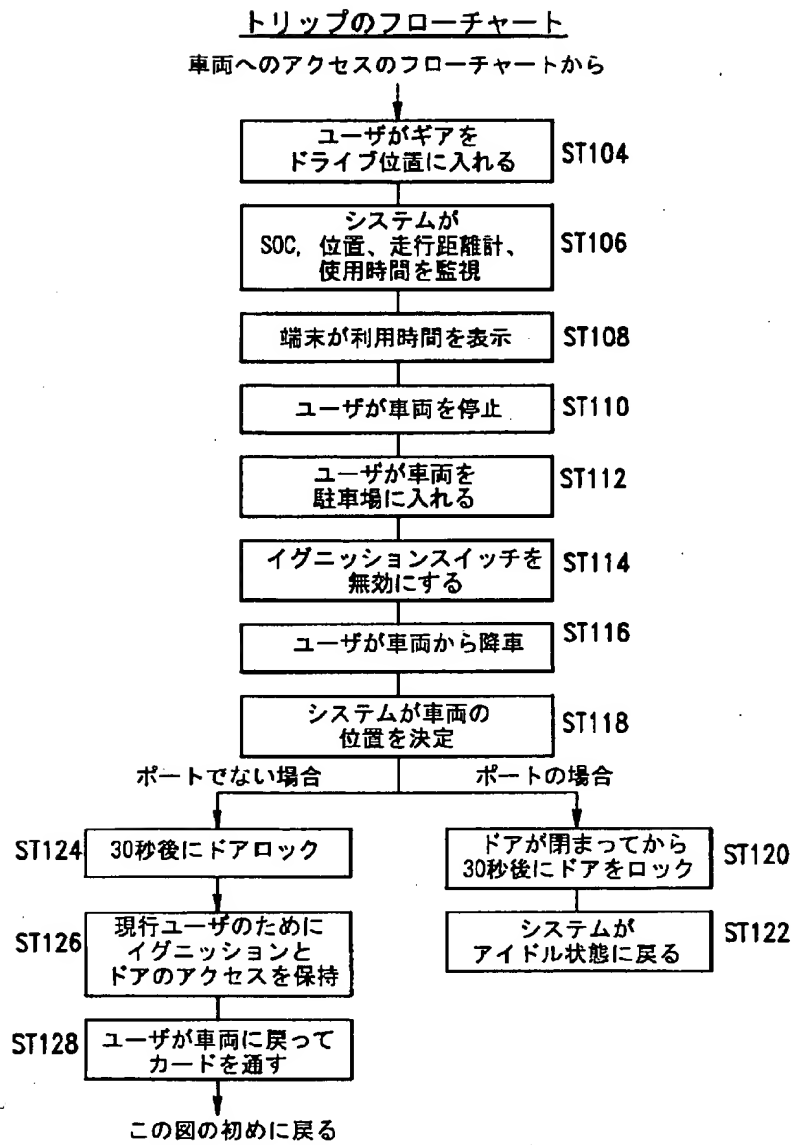 トリップのフローチャート
車両へのアクセスのフローチャートから
ユーザがギアを
ドライブ位置に入れる
ST104
システムが
SOC, 位置、走行距離計、
使用時間を監視
ST106
端末が利用時間を表示
ST108
ユーザが車両を停止
ST110
ユーザが車両を
駐車場に入れる
ST112
イグニッションスイッチを
無効にする
ST114
ユーザが車両から降車
ST116
システムが車両の
位置を決定
ST118
ポートでない場合
ポートの場合
ST124
30秒後にドアロック
ドアが閉まってから
30秒後にドアをロック
ST120
ST126
現行ユーザのために
イグニッションと
ドアのアクセスを保持
システムが
アイドル状態に戻る
ST122
ST128
ユーザが車両に戻って
カードを通す
この図の初めに戻る